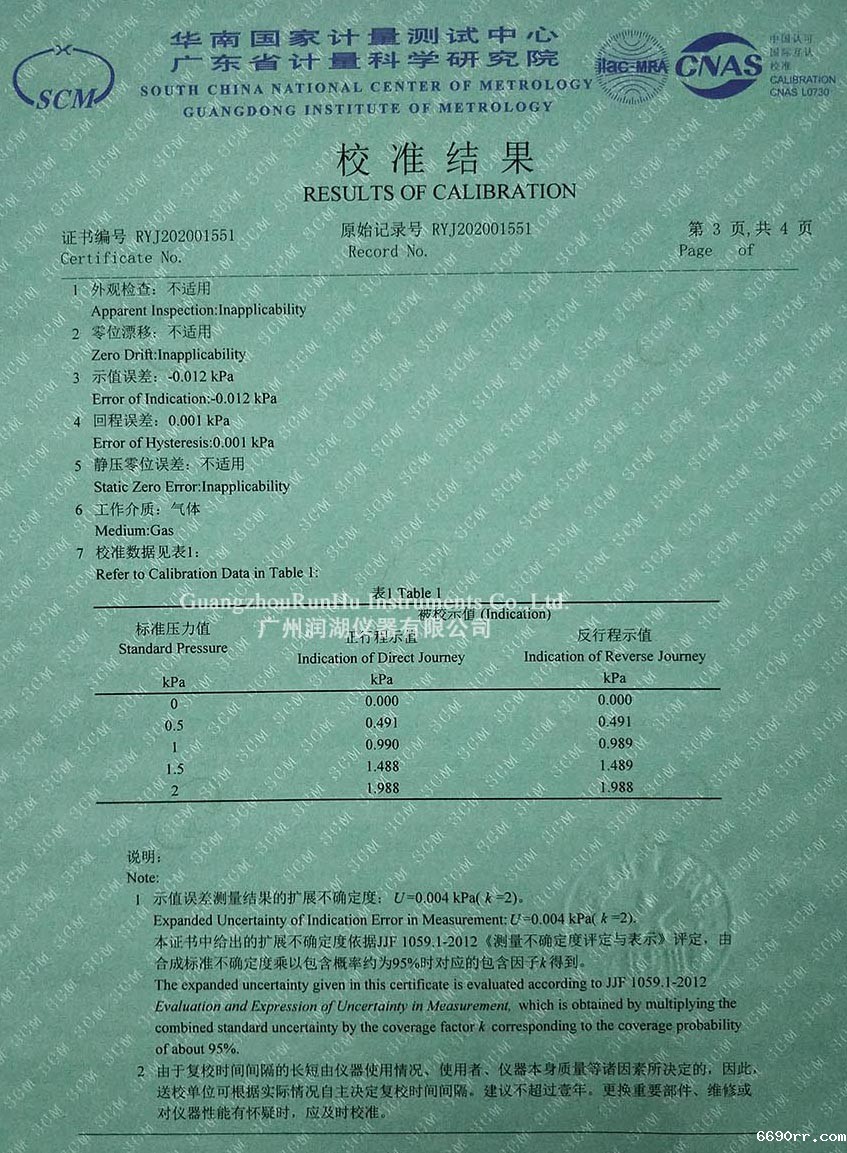 华南国家计量测试中心
广东省计量科学研究院
SOUTH CHINA NATIONAL CENTER OF METROLOGY
GUANGDONG INSTITUTE OF METROLOGY
SCM
ilac-MRA
CNAS
中国认可
国际互认
校准
CALIBRATION
CNAS L0730
校准结果
RESULTS OF CALIBRATION
证书编号 RYJ202001551 原始记录号 RYJ202001551 第 3 页,共 4 页
Certificate No. Record No. Page of
1 外观检查：不适用
Apparent Inspection:Inapplicability
2 零位漂移：不适用
Zero Drift:Inapplicability
3 示值误差：-0.012 kPa
Error of Indication:-0.012 kPa
4 回程误差：0.001 kPa
Error of Hysteresis:0.001 kPa
5 静压零位误差：不适用
Static Zero Error:Inapplicability
6 工作介质：气体
Medium:Gas
7 校准数据见表1：
Refer to Calibration Data in Table 1:
表1 Table 1
GuangzhouRunHu Instruments Co., Ltd.
广州润湖仪器有限公司
标准压力值 被校示值 (Indication)
Standard Pressure 正行程示值 反行程示值
Indication of Direct Journey Indication of Reverse Journey
kPa kPa kPa
0 0.000 0.000
0.5 0.491 0.491
1 0.990 0.989
1.5 1.488 1.489
2 1.988 1.988
说明：
Note:
1 示值误差测量结果的扩展不确定度：U=0.004 kPa( k =2)。
Expanded Uncertainty of Indication Error in Measurement: U=0.004 kPa( k =2).
本证书中给出的扩展不确定度依据JJF 1059.1-2012《测量不确定度评定与表示》评定，由
合成标准不确定度乘以包含概率约为95%时对应的包含因子k得到。
The expanded uncertainty given in this certificate is evaluated according to JJF 1059.1-2012
Evaluation and Expression of Uncertainty in Measurement, which is obtained by multiplying the
combined standard uncertainty by the coverage factor k corresponding to the coverage probability
of about 95%.
2 由于复校时间间隔的长短由仪器使用情况、使用者、仪器本身质量等诸因素所决定的，因此，
送校单位可根据实际情况自主决定复校时间间隔。建议不超过壹年。更换重要部件、维修或
对仪器性能有怀疑时，应及时校准。
6690rr.com